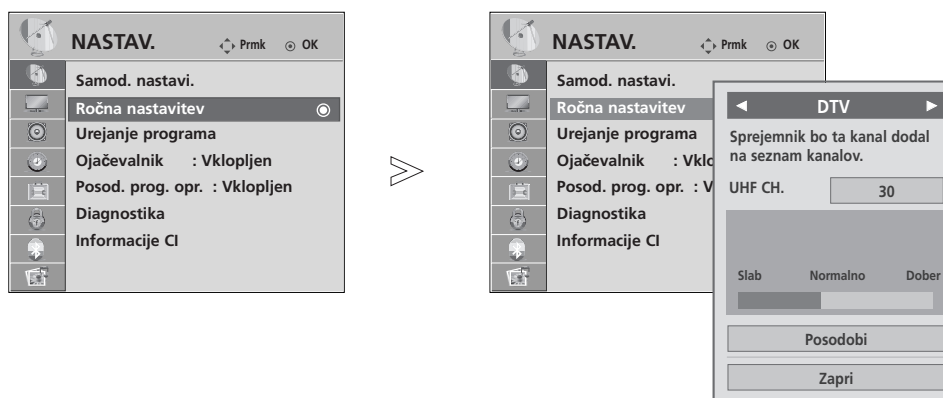 NASTAV. Prmk OK
Samod. nastavi.
Ročna nastavitev
Urejanje programa
Ojačevalnik : Vklopljen
Posod. prog. opr. : Vklopljen
Diagnostika
Informacije CI
NASTAV. Prmk OK
Samod. nastavi.
Ročna nastavitev
Urejanje programa
Ojačevalnik : Vklo
Posod. prog. opr. : V
Diagnostika
Informacije CI
DTV
Sprejemnik bo ta kanal dodal
na seznam kanalov.
UHF CH. 30
Slab Normalno Dober
Posodobi
Zapri